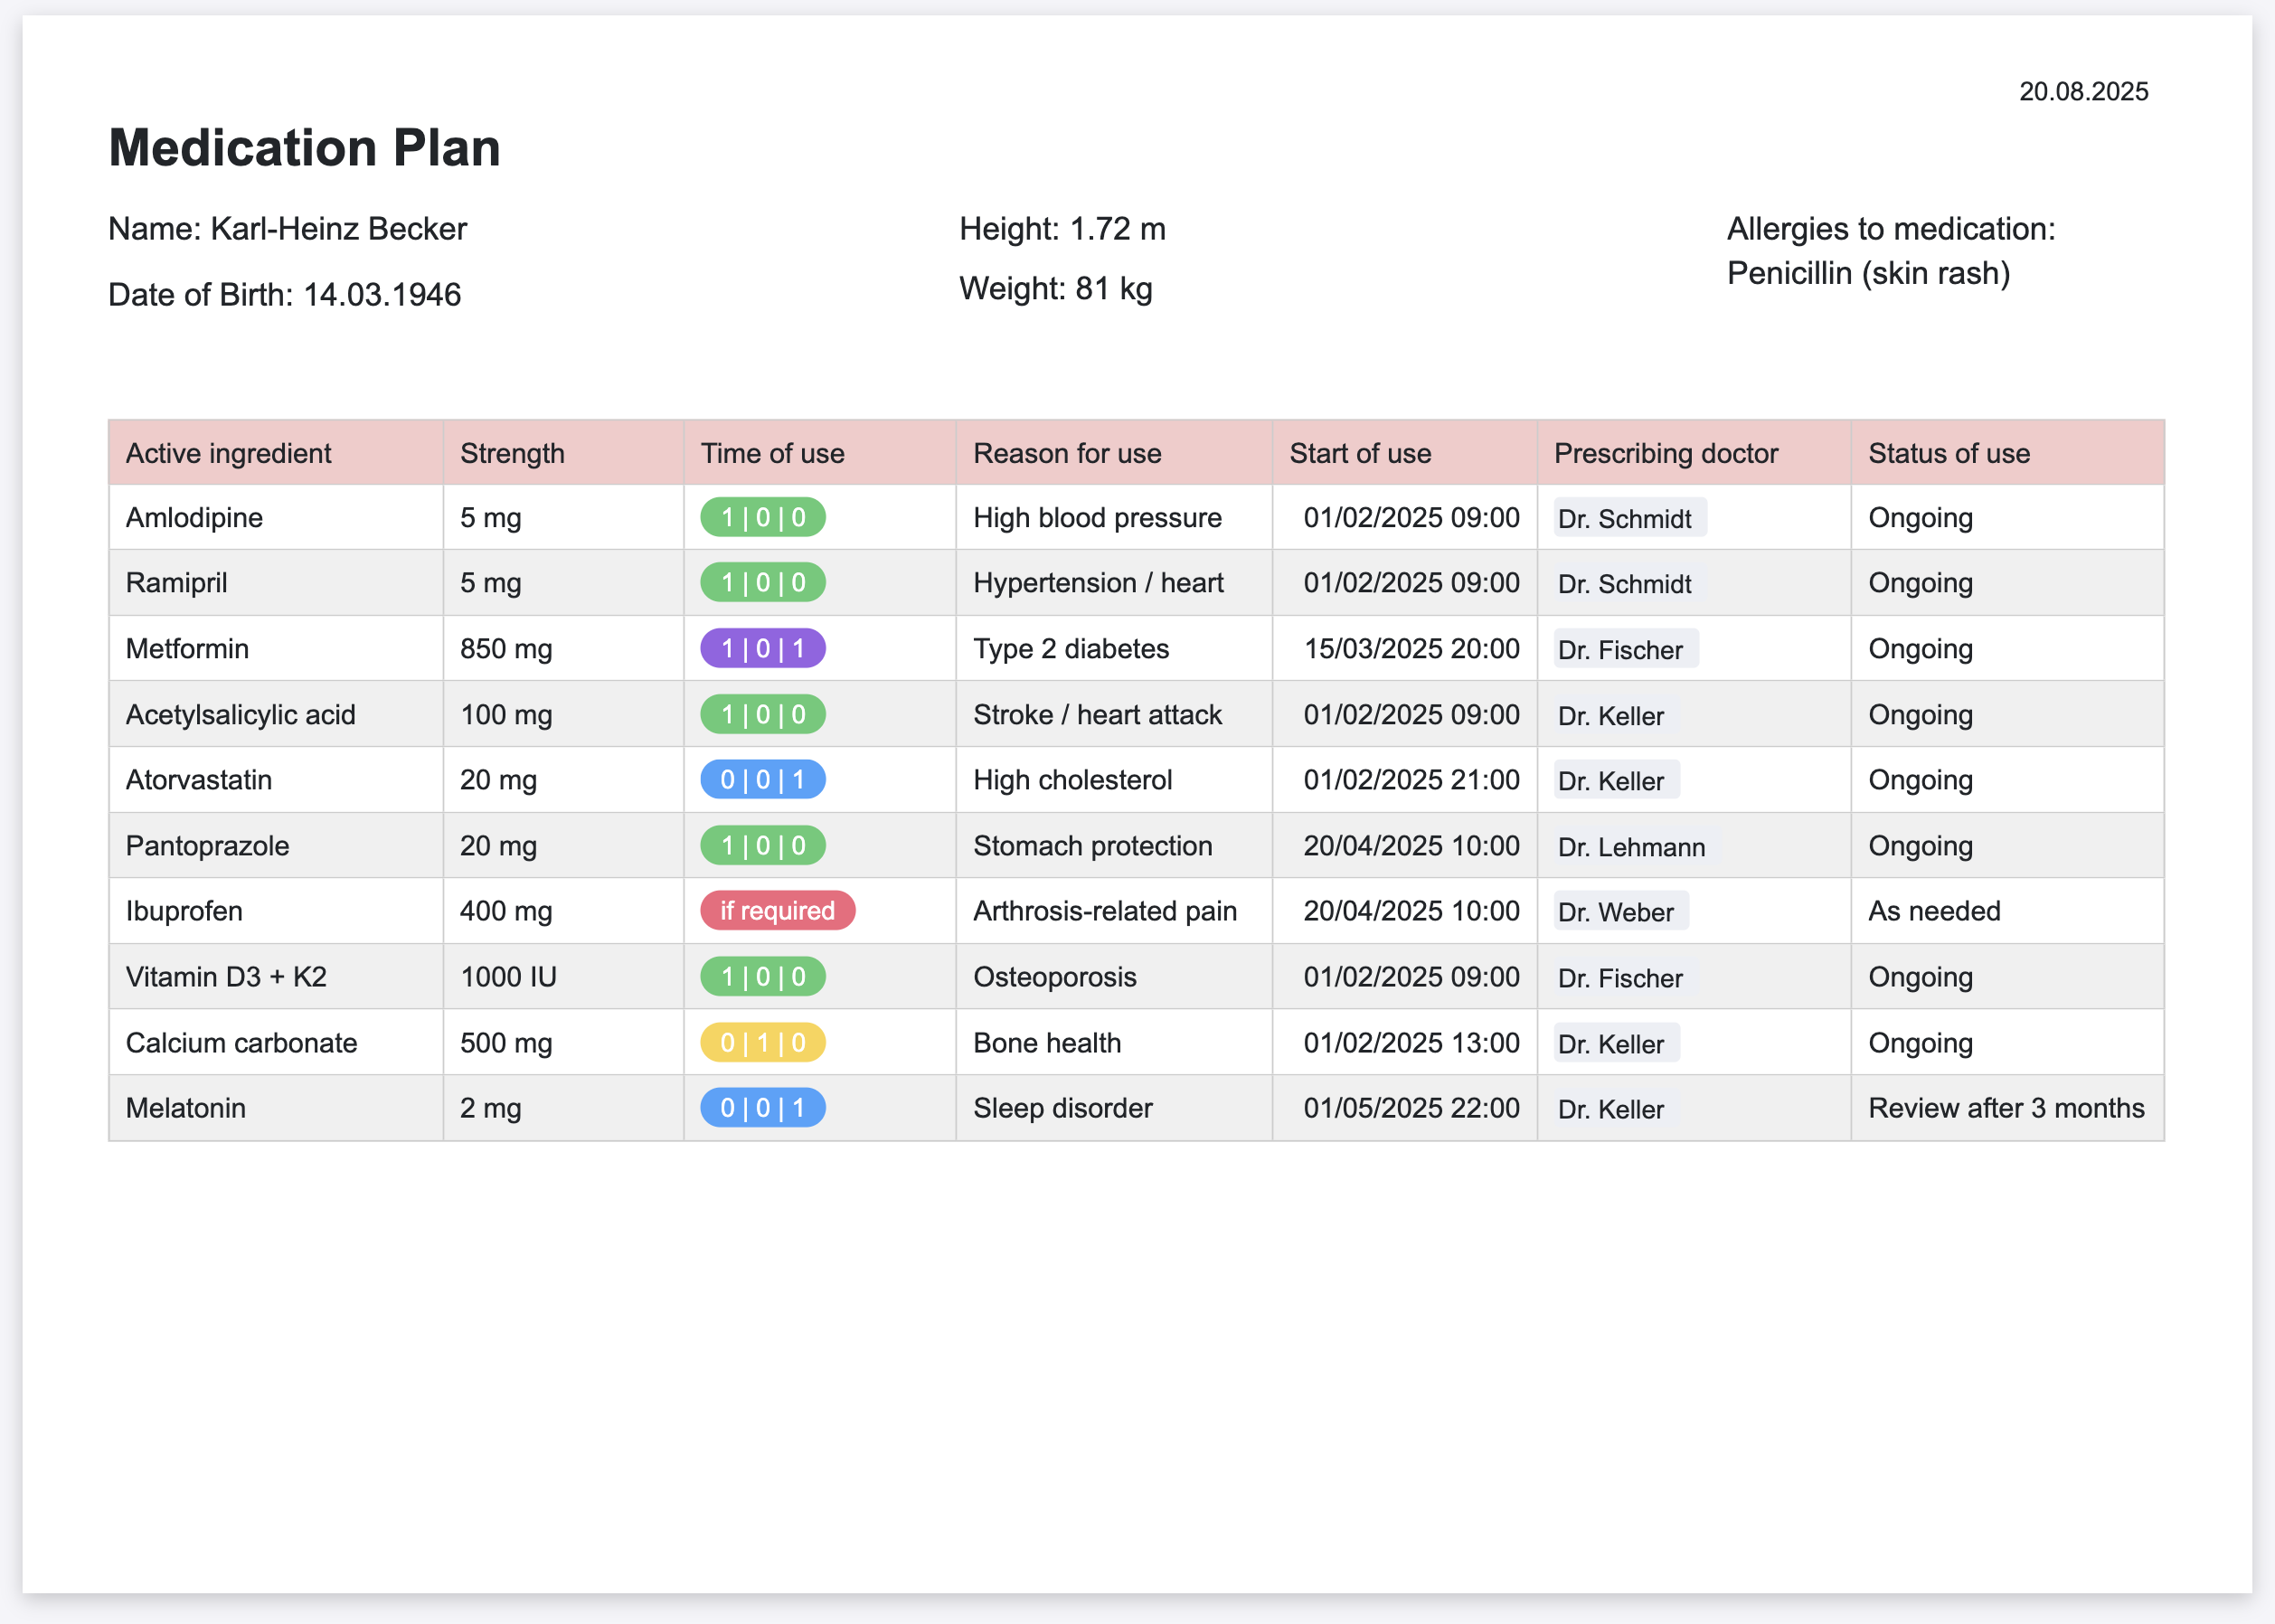 20.08.2025
Medication Plan
Name: Karl-Heinz Becker
Date of Birth: 14.03.1946
Height: 1.72 m
Weight: 81 kg
Allergies to medication:
Penicillin (skin rash)
Active ingredient Strength Time of use Reason for use Start of use Prescribing doctor Status of use
Amlodipine 5 mg 1 | 0 | 0 High blood pressure 01/02/2025 09:00 Dr. Schmidt Ongoing
Ramipril 5 mg 1 | 0 | 0 Hypertension / heart 01/02/2025 09:00 Dr. Schmidt Ongoing
Metformin 850 mg 1 | 0 | 1 Type 2 diabetes 15/03/2025 20:00 Dr. Fischer Ongoing
Acetylsalicylic acid 100 mg 1 | 0 | 0 Stroke / heart attack 01/02/2025 09:00 Dr. Keller Ongoing
Atorvastatin 20 mg 0 | 0 | 1 High cholesterol 01/02/2025 21:00 Dr. Keller Ongoing
Pantoprazole 20 mg 1 | 0 | 0 Stomach protection 20/04/2025 10:00 Dr. Lehmann Ongoing
Ibuprofen 400 mg if required Arthrosis-related pain 20/04/2025 10:00 Dr. Weber As needed
Vitamin D3 + K2 1000 IU 1 | 0 | 0 Osteoporosis 01/02/2025 09:00 Dr. Fischer Ongoing
Calcium carbonate 500 mg 0 | 1 | 0 Bone health 01/02/2025 13:00 Dr. Keller Ongoing
Melatonin 2 mg 0 | 0 | 1 Sleep disorder 01/05/2025 22:00 Dr. Keller Review after 3 months